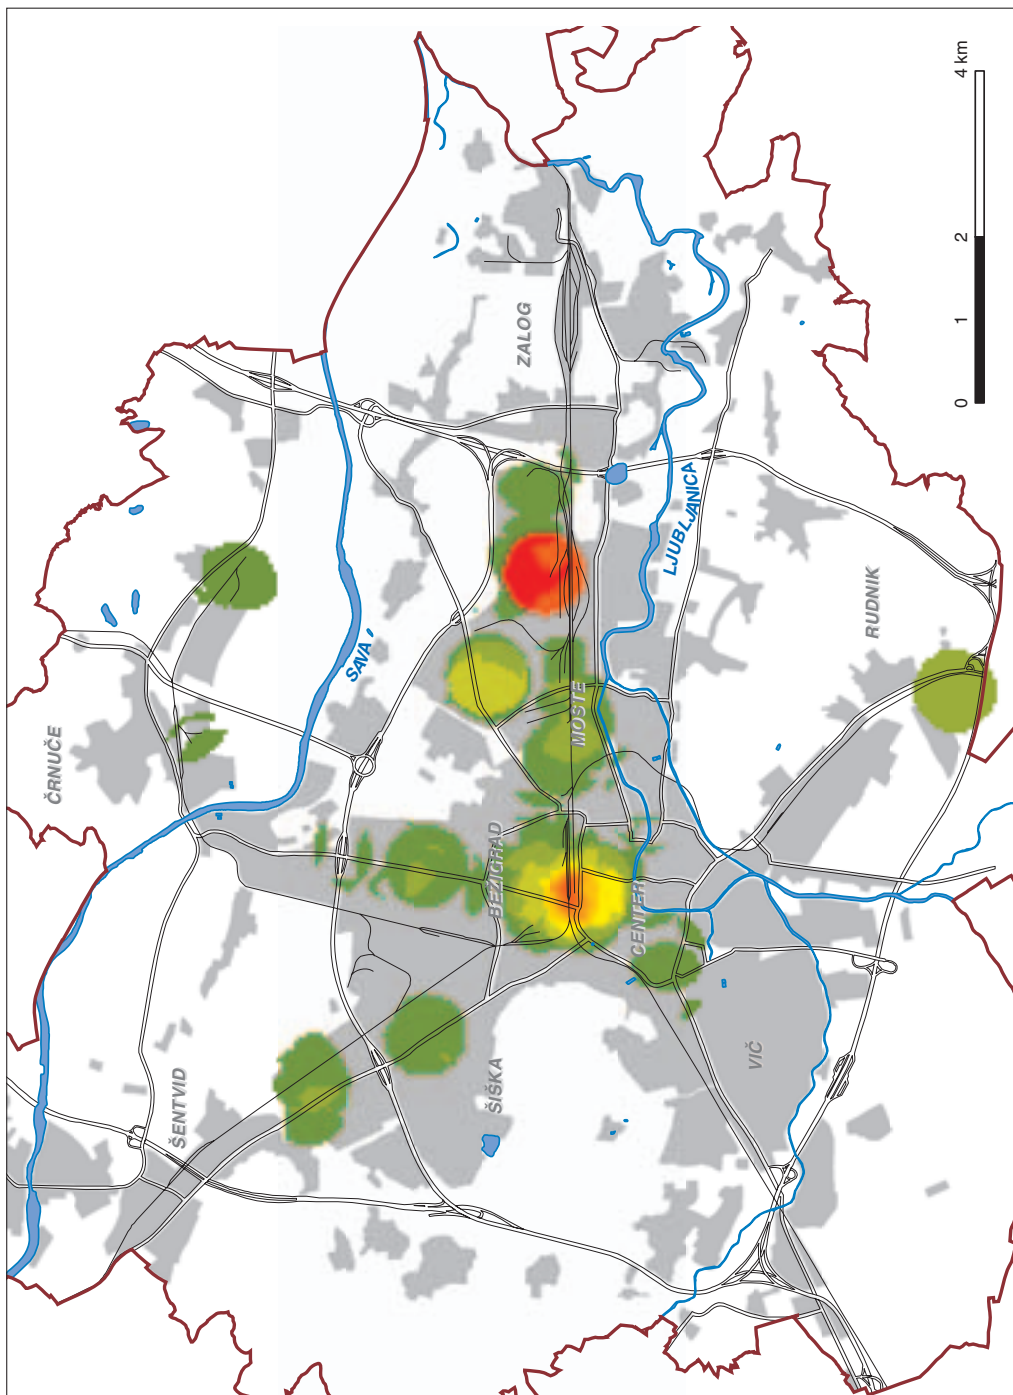 ČRNUČE
SAVA
ŠENTVID
ZALOG
BEŽIGRAD
MOSTE
ŠIŠKA
CENTER
LJUBLJANICA
VIČ
RUDNIK
0 1 2 4 km